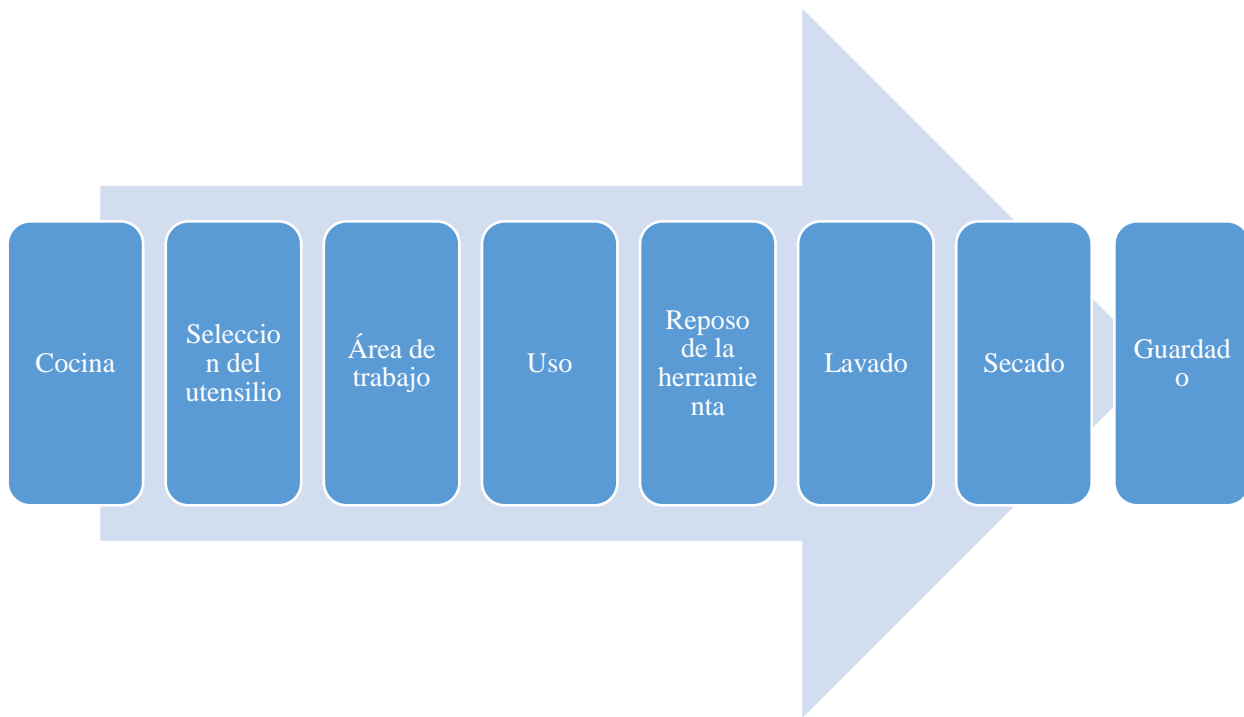 Cocina
Seleccio
n del
utensilio
Área de
trabajo
Uso
Reposo
de la
herramie
nta
Lavado
Secado
Guardad
o